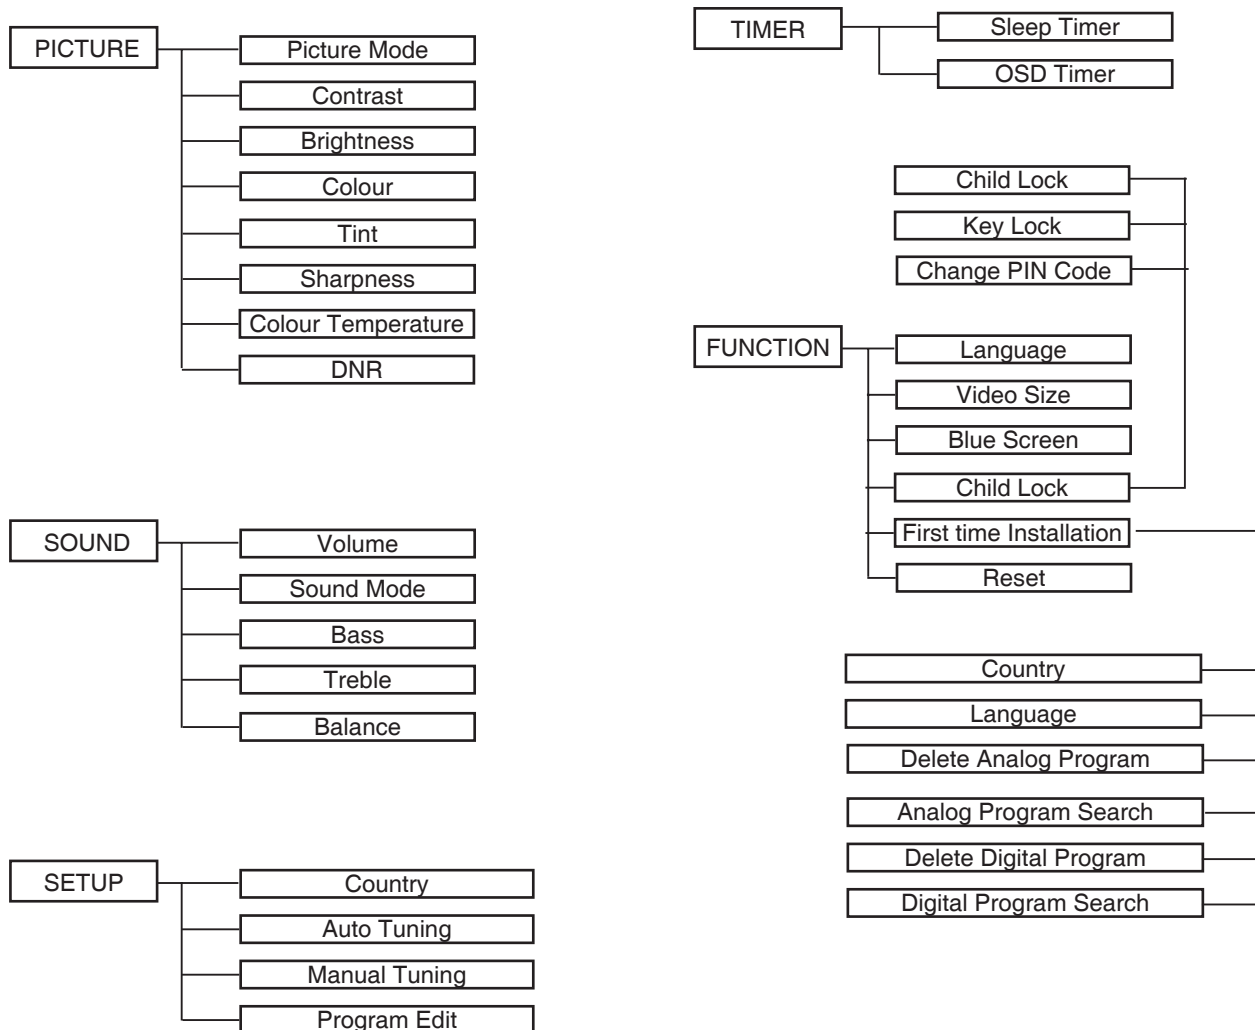 PICTURE
Picture Mode
Contrast
Brightness
Colour
Tint
Sharpness
Colour Temperature
DNR
SOUND
Volume
Sound Mode
Bass
Treble
Balance
SETUP
Country
Auto Tuning
Manual Tuning
Program Edit
TIMER
Sleep Timer
OSD Timer
Child Lock
Key Lock
Change PIN Code
FUNCTION
Language
Video Size
Blue Screen
Child Lock
First time Installation
Reset
Country
Language
Delete Analog Program
Analog Program Search
Delete Digital Program
Digital Program Search